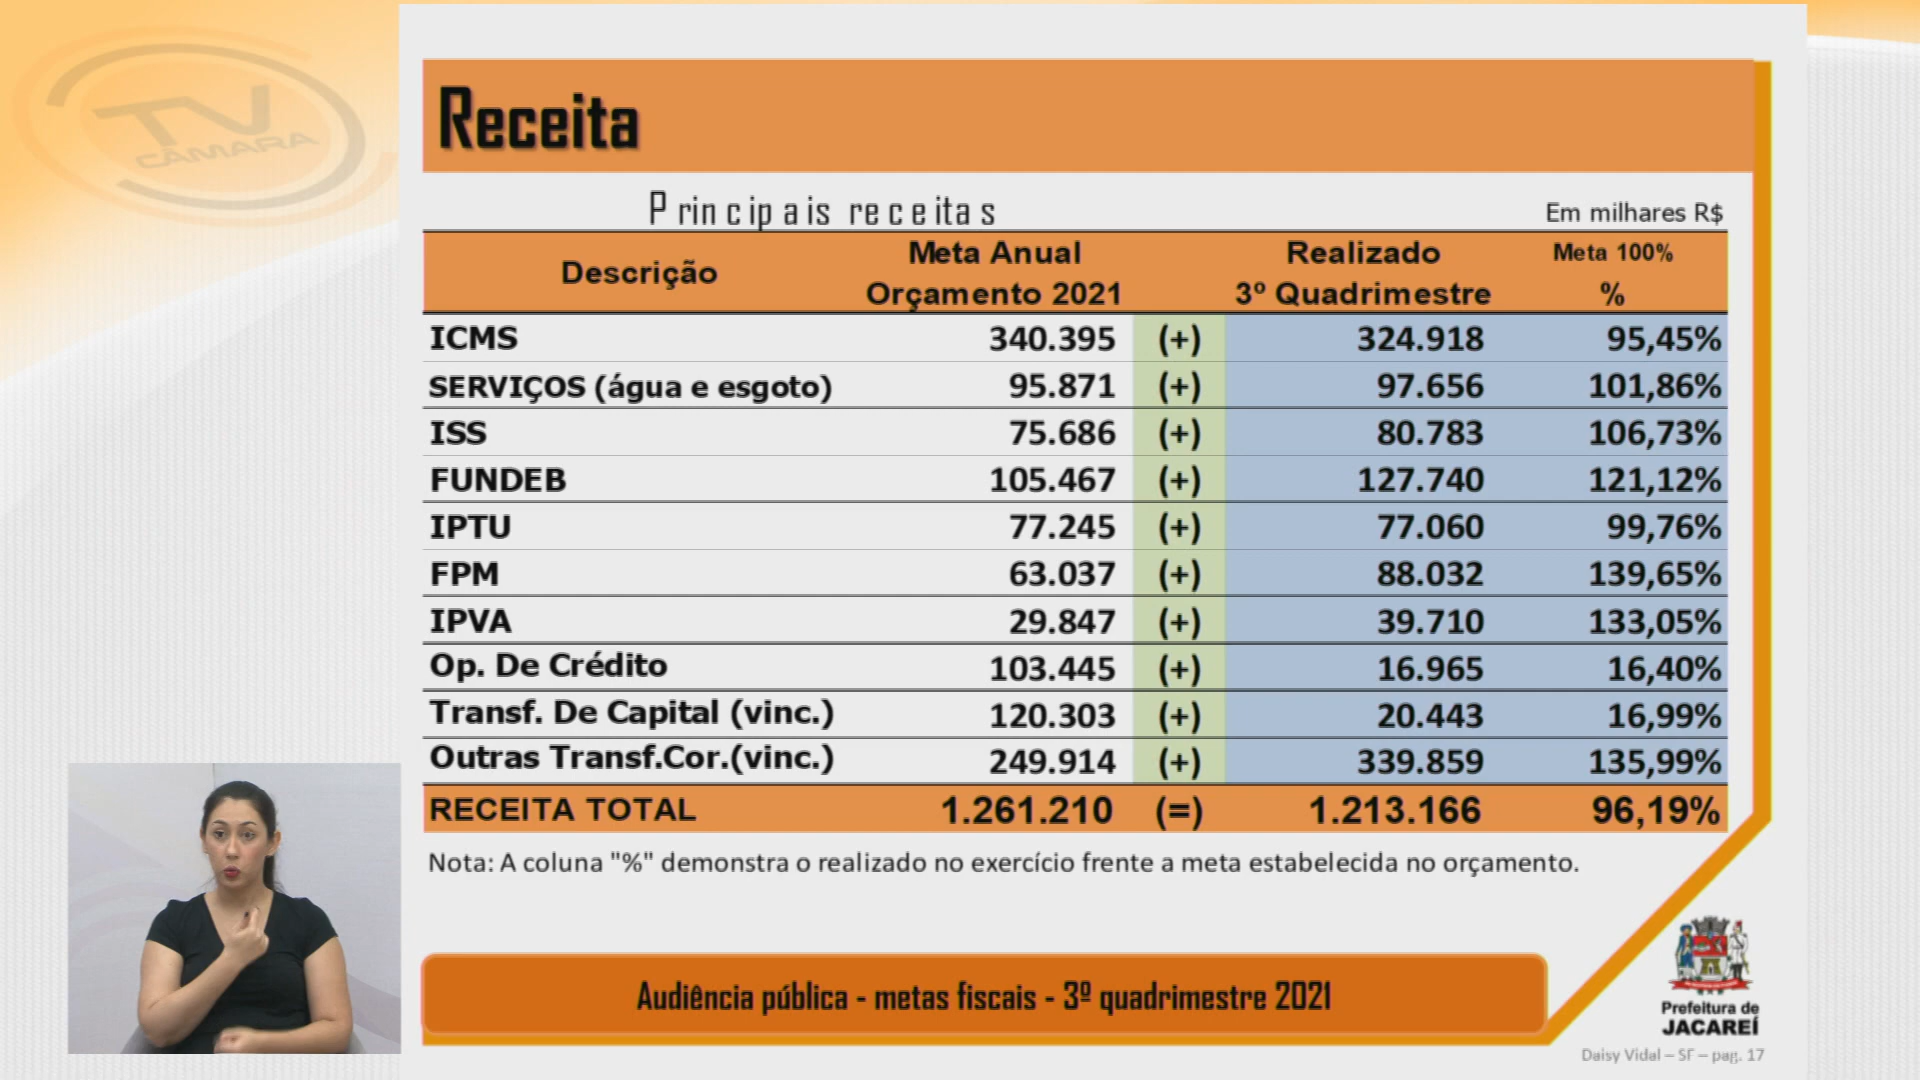 TV
CÂMARA
Receita
Principais receitas
Em milhares R$
Descrição
Meta Anual
Orçamento 2021
Realizado
3º Quadrimestre
Meta 100%
%
ICMS 340.395 (+) 324.918 95,45%
SERVIÇOS (água e esgoto) 95.871 (+) 97.656 101,86%
ISS 75.686 (+) 80.783 106,73%
FUNDEB 105.467 (+) 127.740 121,12%
IPTU 77.245 (+) 77.060 99,76%
FPM 63.037 (+) 88.032 139,65%
IPVA 29.847 (+) 39.710 133,05%
Op. De Crédito 103.445 (+) 16.965 16,40%
Transf. De Capital (vinc.) 120.303 (+) 20.443 16,99%
Outras Transf.Cor.(vinc.) 249.914 (+) 339.859 135,99%
RECEITA TOTAL 1.261.210 (=) 1.213.166 96,19%
Nota: A coluna "%" demonstra o realizado no exercício frente a meta estabelecida no orçamento.
Audiência pública - metas fiscais - 3º quadrimestre 2021
Prefeitura de
JACAREÍ
Daisy Vidal – SF – pag. 17